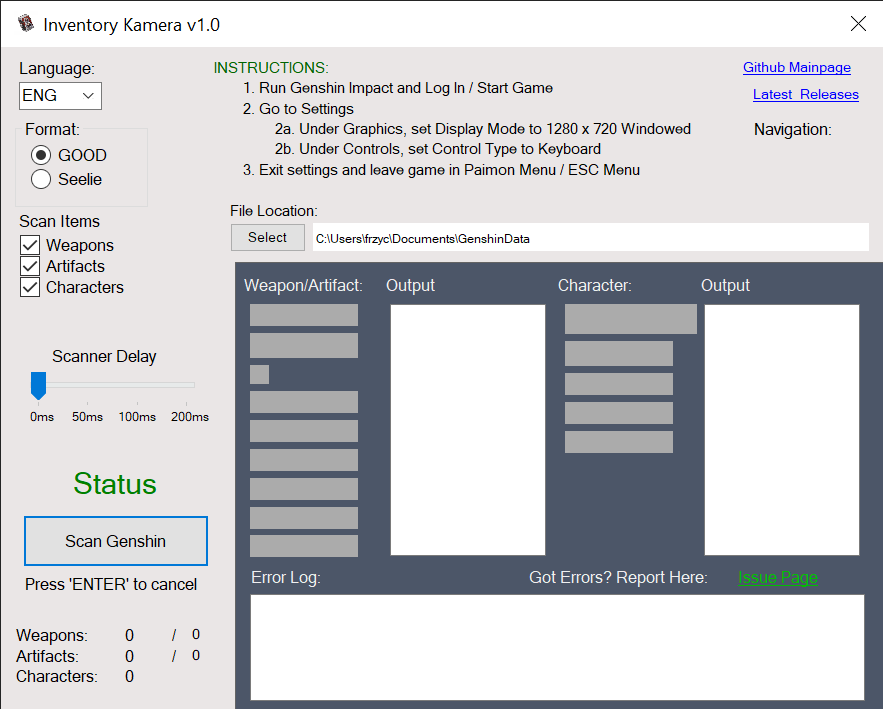 Inventory Kamera v1.0
Language:
ENG
Format:
GOOD
Seelie
Scan Items
Weapons
Artifacts
Characters
Scanner Delay
0ms 50ms 100ms 200ms
Status
Scan Genshin
Press 'ENTER' to cancel
Weapons: 0 / 0
Artifacts: 0 / 0
Characters: 0
INSTRUCTIONS:
1. Run Genshin Impact and Log In / Start Game
2. Go to Settings
2a. Under Graphics, set Display Mode to 1280 x 720 Windowed
2b. Under Controls, set Control Type to Keyboard
3. Exit settings and leave game in Paimon Menu / ESC Menu
Github Mainpage
Latest Releases
Navigation:
File Location:
Select C:\Users\frzyc\Documents\GenshinData
Weapon/Artifact: Output Character: Output
Error Log: Got Errors? Report Here: Issue Page